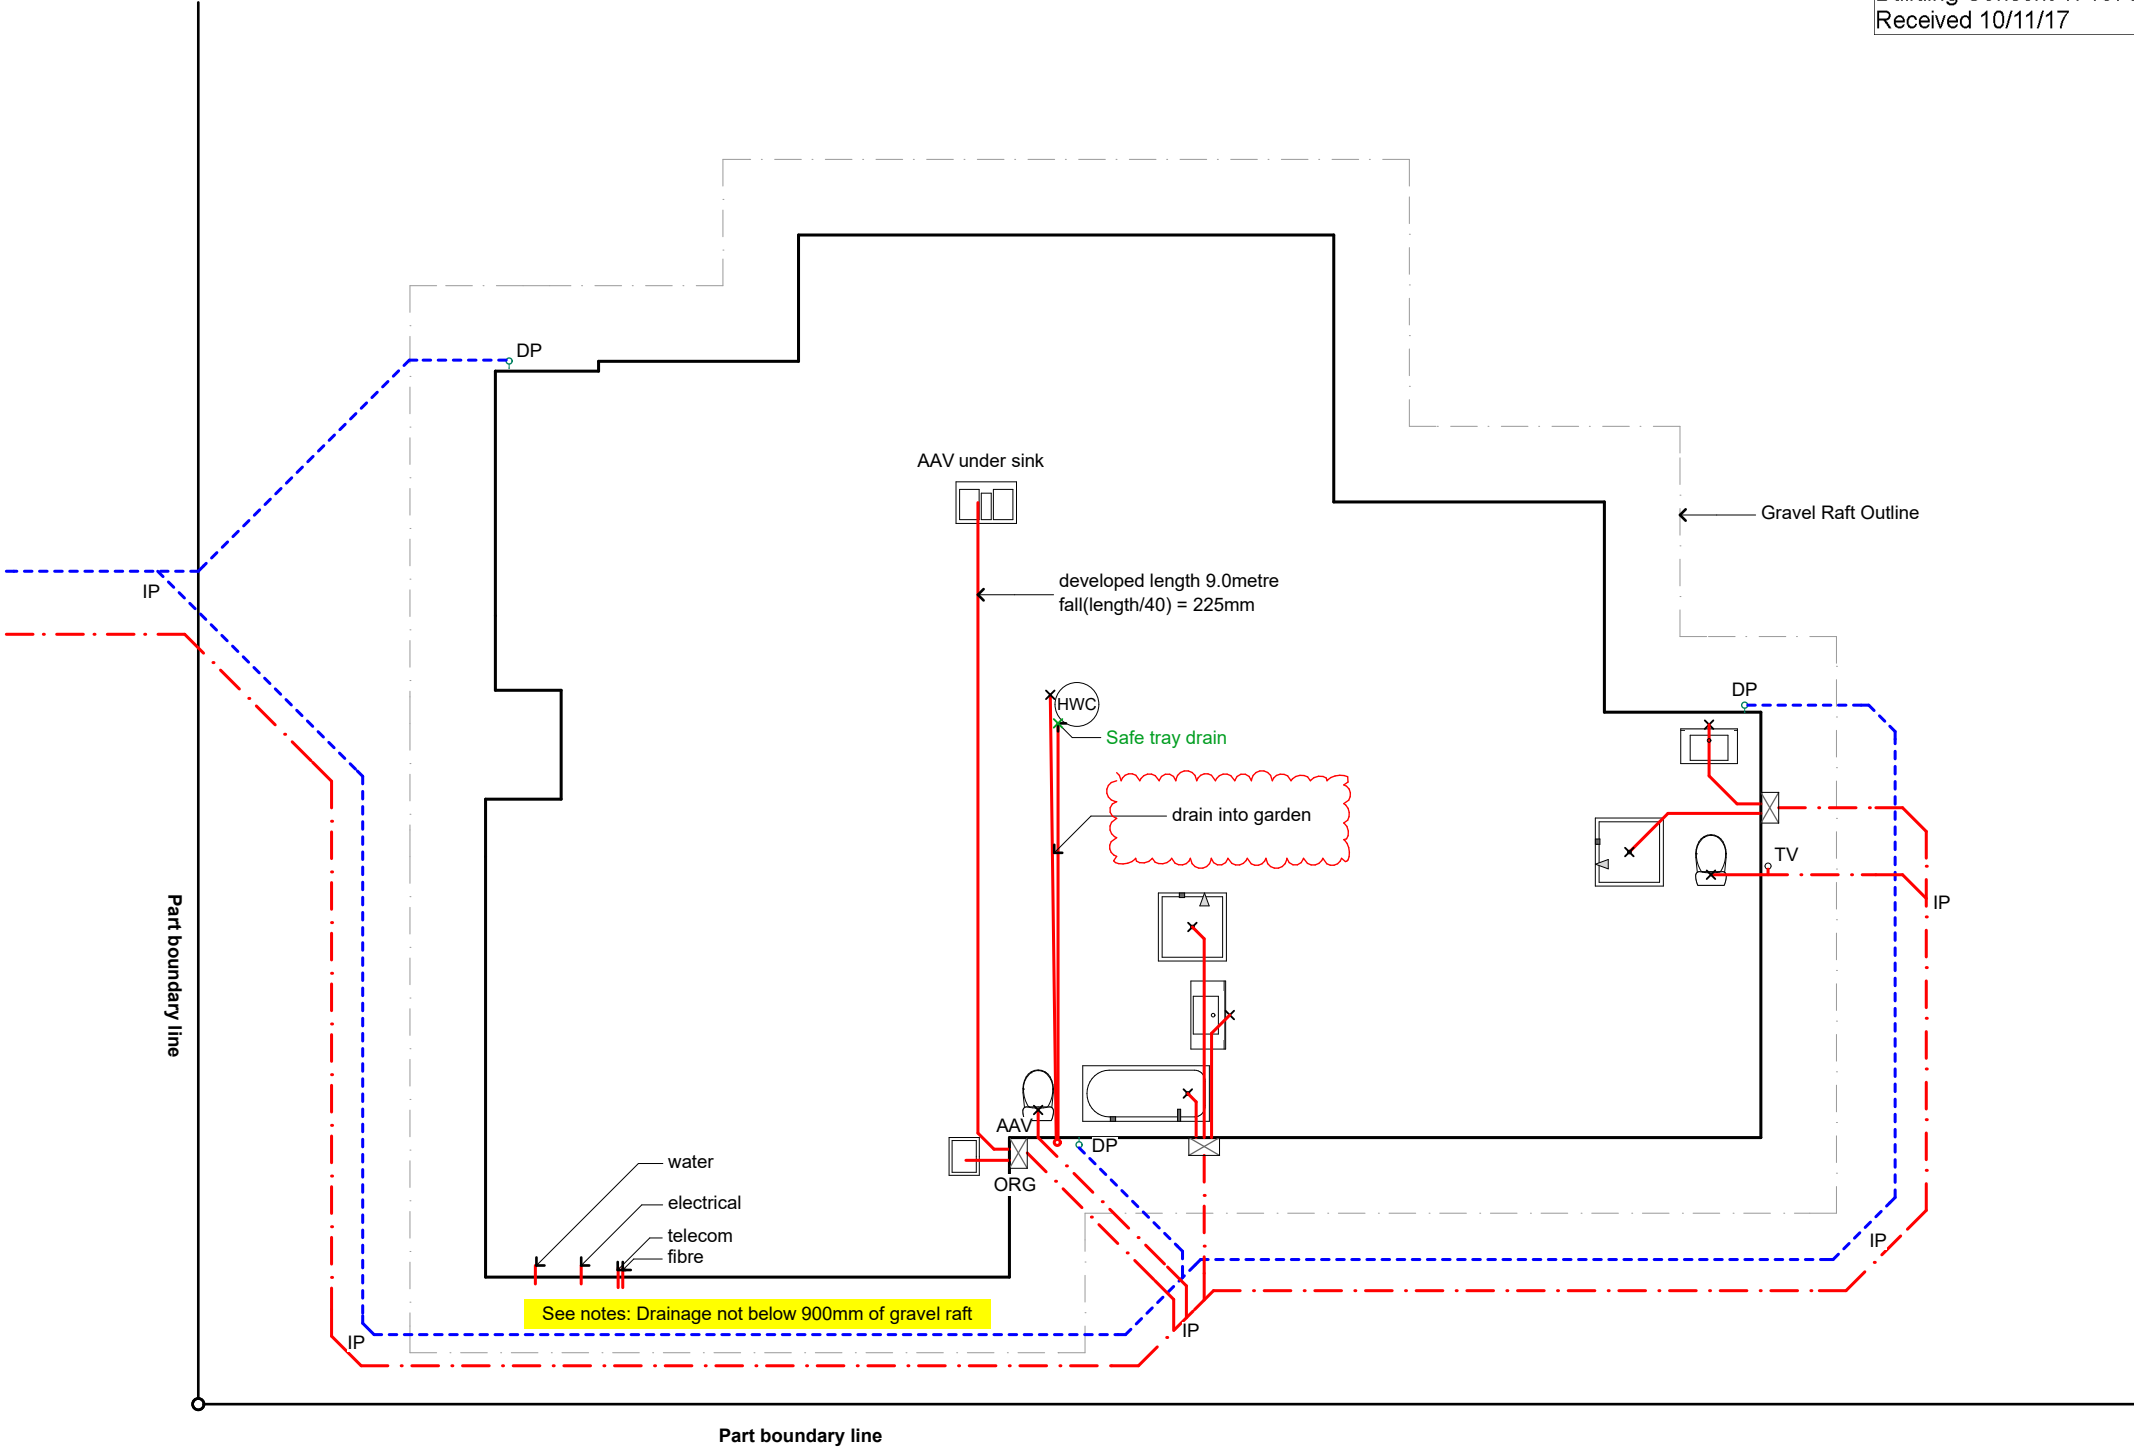 Received 10/11/17
DP
AAV under sink
Gravel Raft Outline
developed length 9.0metre
fall(length/40) = 225mm
IP
HWC
DP
Safe tray drain
drain into garden
TV
IP
Part boundary line
AAV
DP
water
ORG
electrical
telecom
fibre
IP
See notes: Drainage not below 900mm of gravel raft
IP
IP
Part boundary line